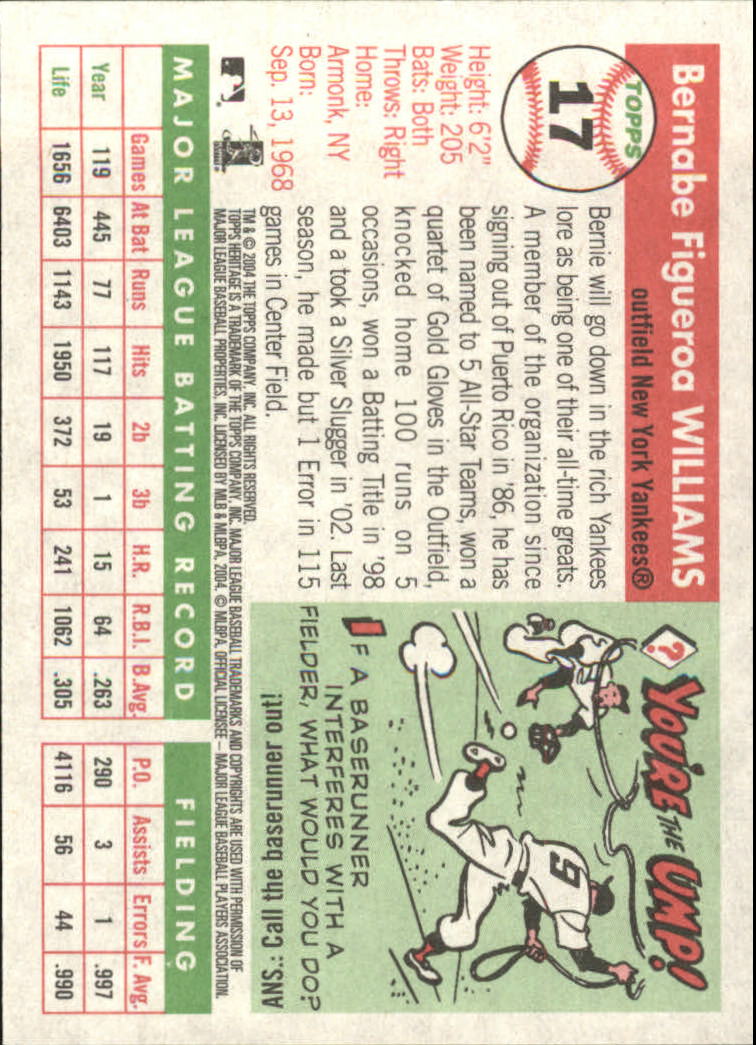 Bernabe Figueroa WILLIAMS
outfield New York Yankees®
TOPPS
17
Height: 6'2"
Weight: 205
Bats: Both
Throws: Right
Home:
Armonk, NY
Born:
Sep. 13, 1968
Bernie will go down in the rich Yankees
lore as being one of their all-time greats.
A member of the organization since
signing out of Puerto Rico in '86, he has
been named to 5 All-Star Teams, won a
quartet of Gold Gloves in the Outfield,
knocked home 100 runs on 5
occasions, won a Batting Title in '98
and a took a Silver Slugger in '02. Last
season, he made but 1 Error in 115
games in Center Field.
?
YOU'RE THE UMP!
9
IF A BASERUNNER
INTERFERES WITH A
FIELDER, WHAT WOULD YOU DO?
ANS.: Call the baserunner out!
TM & © 2004 THE TOPPS COMPANY, INC. ALL RIGHTS RESERVED.
TOPPS HERITAGE IS A TRADEMARK OF THE TOPPS COMPANY, INC. MAJOR LEAGUE BASEBALL TRADEMARKS AND COPYRIGHTS ARE USED WITH PERMISSION OF
MAJOR LEAGUE BASEBALL PROPERTIES, INC. LICENSED BY MLB & MLBPA, 2004. © MLBPA, OFFICIAL LICENSEE – MAJOR LEAGUE BASEBALL PLAYERS ASSOCIATION.
MAJOR LEAGUE BATTING RECORD
Games At Bat Runs Hits 2b 3b H.R. R.B.I. B.Avg.
Year 119 445 77 117 19 1 15 64 .263
Life 1656 6403 1143 1950 372 53 241 1062 .305
FIELDING
P.O. Assists Errors F. Avg.
290 3 1 .997
4116 56 44 .990